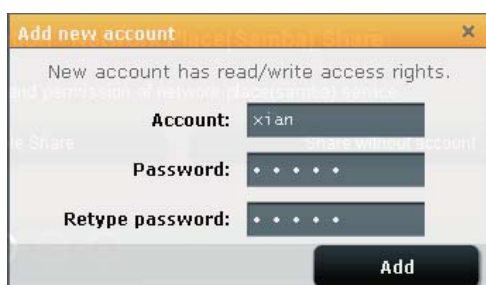 Add new account ×
New account has read/write access rights.
Account: xian
Password: •••••
Retype password: •••••
Add